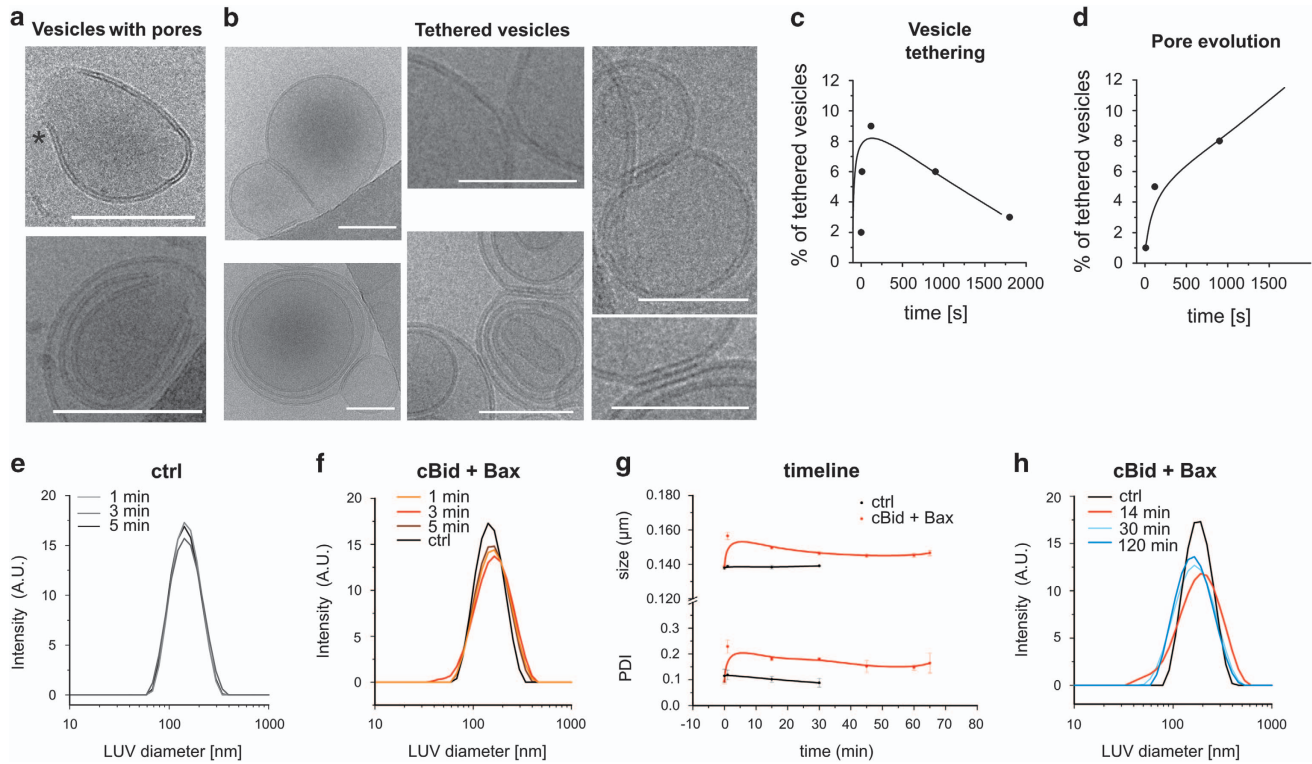 a
Vesicles with pores
*
b
Tethered vesicles
c
Vesicle
tethering
% of tethered vesicles
12
10
8
6
4
2
0
0 500 1000 1500 2000
time [s]
d
Pore evolution
% of tethered vesicles
12
10
8
6
4
2
0
0 500 1000 1500
time [s]
e
ctrl
1 min
3 min
5 min
Intensity (A.U.)
20
15
10
5
0
10 100 1000
LUV diameter [nm]
f
cBid + Bax
1 min
3 min
5 min
ctrl
Intensity (A.U.)
20
15
10
5
0
10 100 1000
LUV diameter [nm]
g
timeline
ctrl
cBid + Bax
size (µm)
0.180
0.160
0.140
0.120
PDI
0.3
0.2
0.1
0.0
-10 0 10 20 30 40 50 60 70 80
time (min)
h
cBid + Bax
ctrl
14 min
30 min
120 min
Intensity (A.U.)
20
15
10
5
0
10 100 1000
LUV diameter [nm]